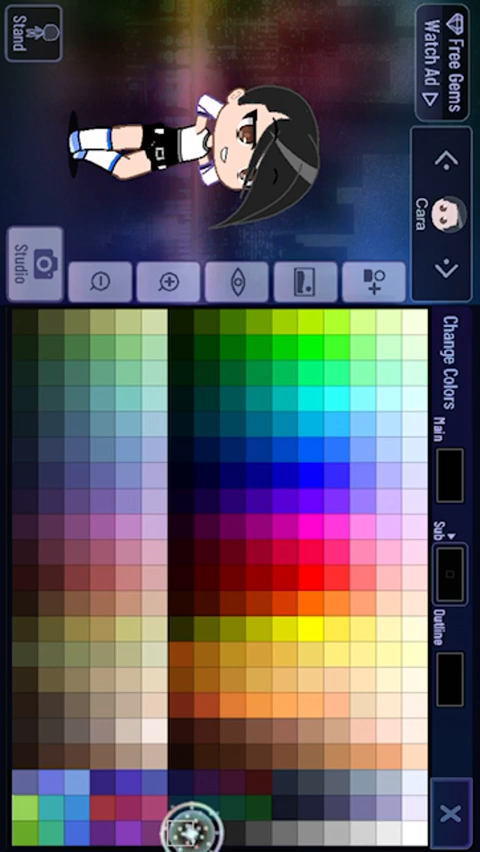 Free Gems
Watch Ad
Cara
Stand
Studio
Change Colors
Main
Sub
Outline
X